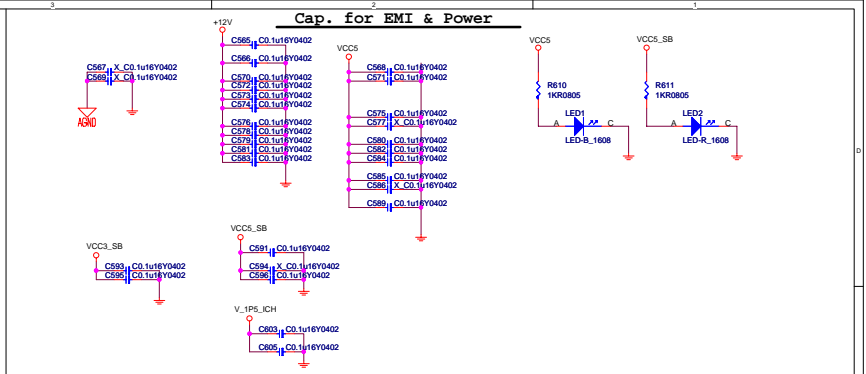 3
2
1
Cap. for EMI & Power
+12V
C565 C0.1u16Y0402
C566 C0.1u16Y0402
C570 C0.1u16Y0402
C572 C0.1u16Y0402
C573 C0.1u16Y0402
C574 C0.1u16Y0402
C576 C0.1u16Y0402
C578 C0.1u16Y0402
C579 C0.1u16Y0402
C581 C0.1u16Y0402
C583 C0.1u16Y0402
C567 X_C0.1u16Y0402
C569 X_C0.1u16Y0402
AGND
VCC5
C568 C0.1u16Y0402
C571 C0.1u16Y0402
C575 C0.1u16Y0402
C577 X_C0.1u16Y0402
C580 C0.1u16Y0402
C582 C0.1u16Y0402
C584 C0.1u16Y0402
C585 C0.1u16Y0402
C586 X_C0.1u16Y0402
C589 C0.1u16Y0402
VCC5
R610
1KR0805
LED1
A C
LED-B_1608
VCC5_SB
R611
1KR0805
LED2
A C
LED-R_1608
D
VCC3_SB
C593 C0.1u16Y0402
C595 C0.1u16Y0402
VCC5_SB
C591 C0.1u16Y0402
C594 X_C0.1u16Y0402
C596 C0.1u16Y0402
V_1P5_ICH
C603 C0.1u16Y0402
C605 C0.1u16Y0402